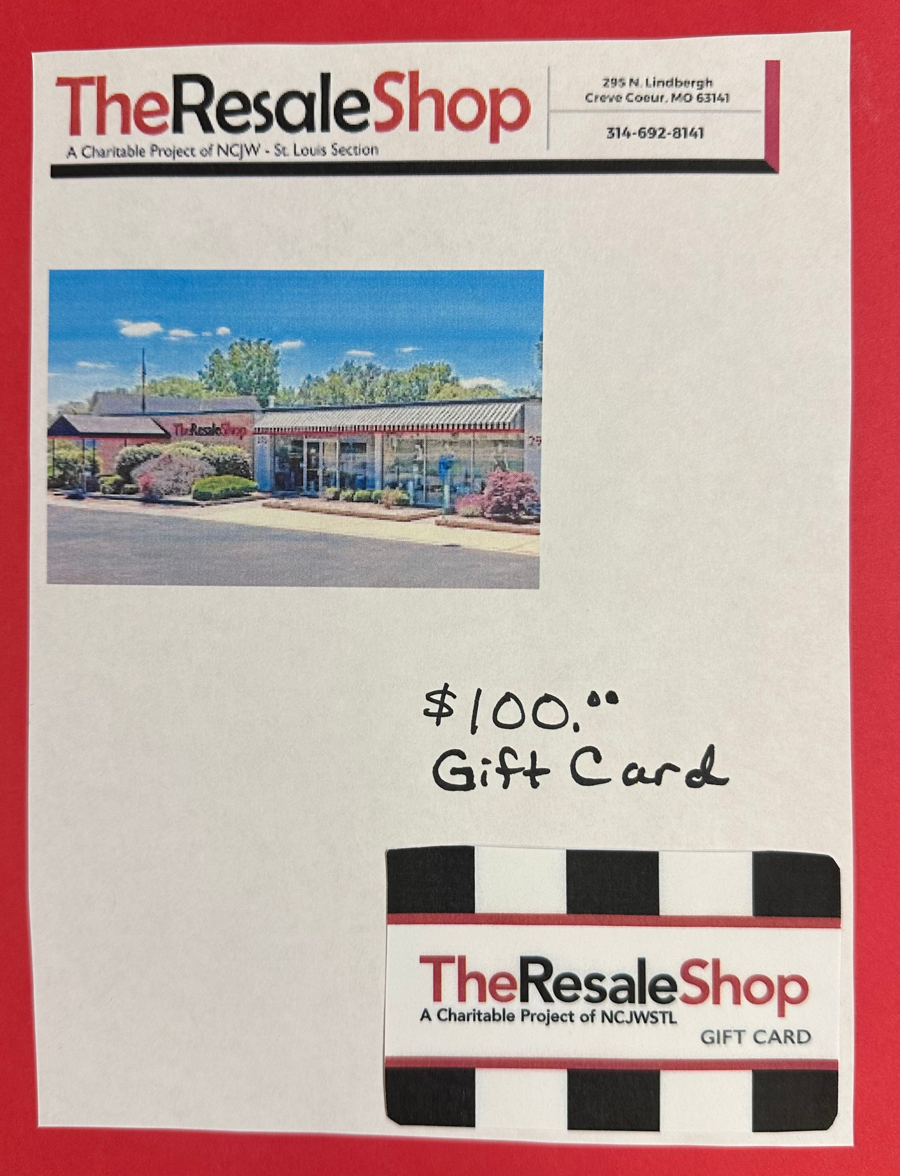 TheResaleShop
A Charitable Project of NCJW - St. Louis Section
295 N. Lindbergh
Creve Coeur, MO 63141
314-692-8141
TheResaleShop
295
$100.00
Gift Card
TheResaleShop
A Charitable Project of NCJWSTL
GIFT CARD